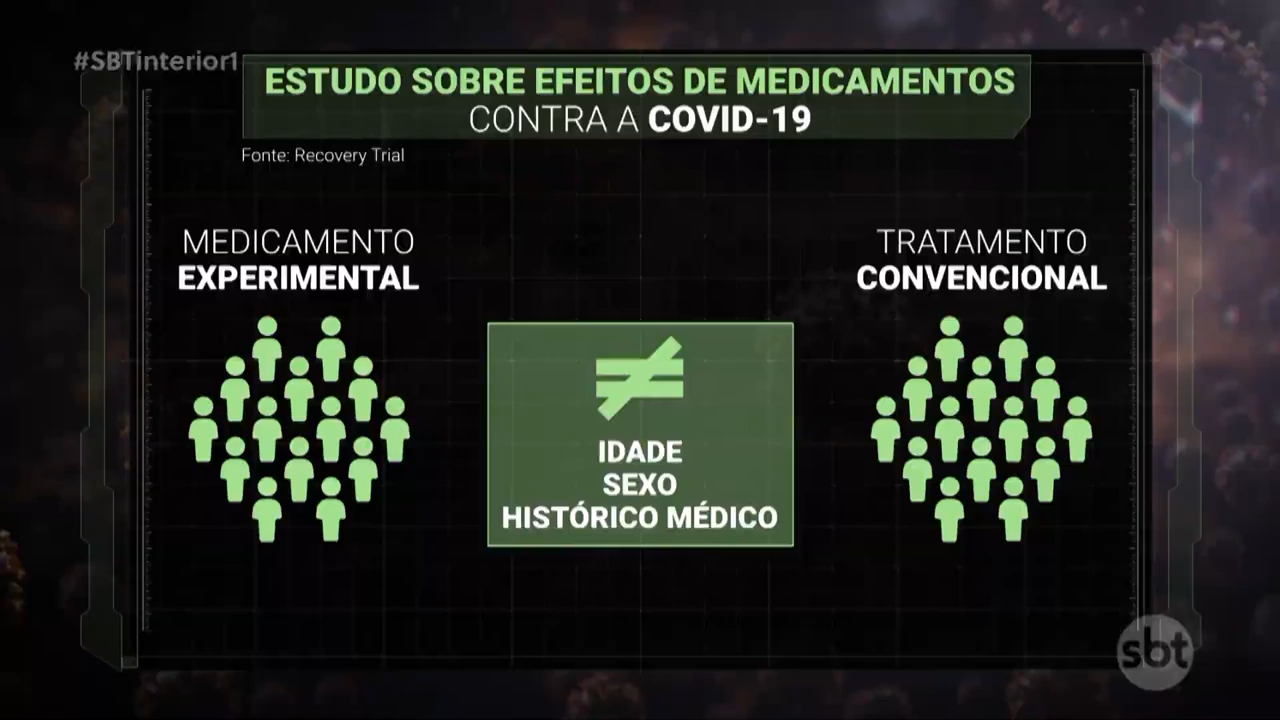 #SBTinterior1
ESTUDO SOBRE EFEITOS DE MEDICAMENTOS
CONTRA A COVID-19
Fonte: Recovery Trial
MEDICAMENTO
EXPERIMENTAL
TRATAMENTO
CONVENCIONAL
≠
IDADE
SEXO
HISTÓRICO MÉDICO
sbt